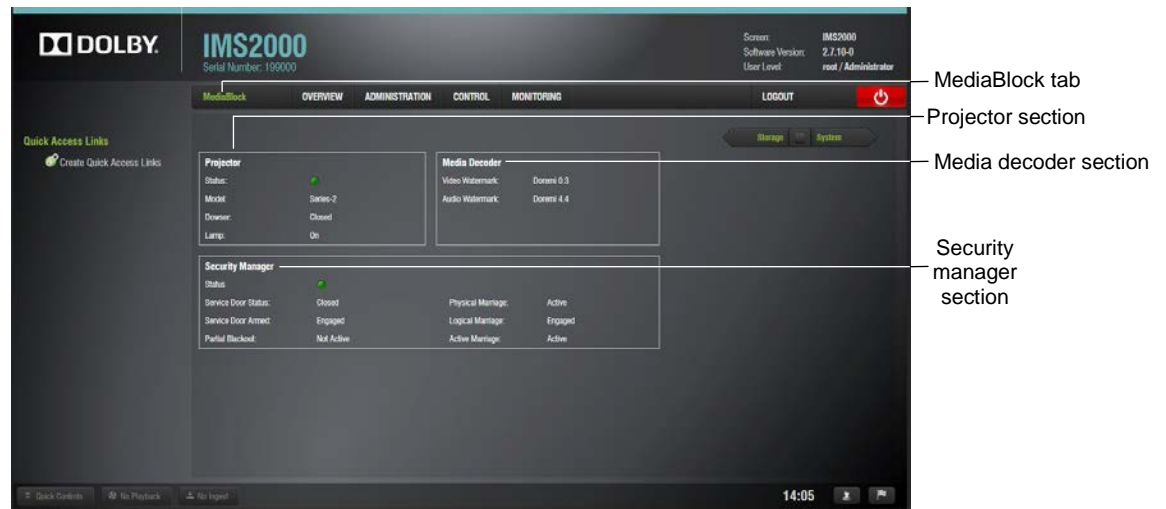 DOLBY.
IMS2000
Serial Number: 199000
Screen: IMS2000
Software Version: 2.7.10-0
User Level: root / Administrator
MediaBlock OVERVIEW ADMINISTRATION CONTROL MONITORING LOGOUT
MediaBlock tab
Projector section
Media decoder section
Security
manager
section
Quick Access Links
Create Quick Access Links
Storage System
Projector
Status:
Model: Series-2
Dowser: Closed
Lamp: On
Media Decoder
Video Watermark: Doremi 0.3
Audio Watermark: Doremi 4.4
Security Manager
Status
Service Door Status: Closed Physical Marriage: Active
Service Door Armed: Engaged Logical Marriage: Engaged
Partial Blackout: Not Active Active Marriage: Active
Quick Controls No Playback No Ingest 14:05